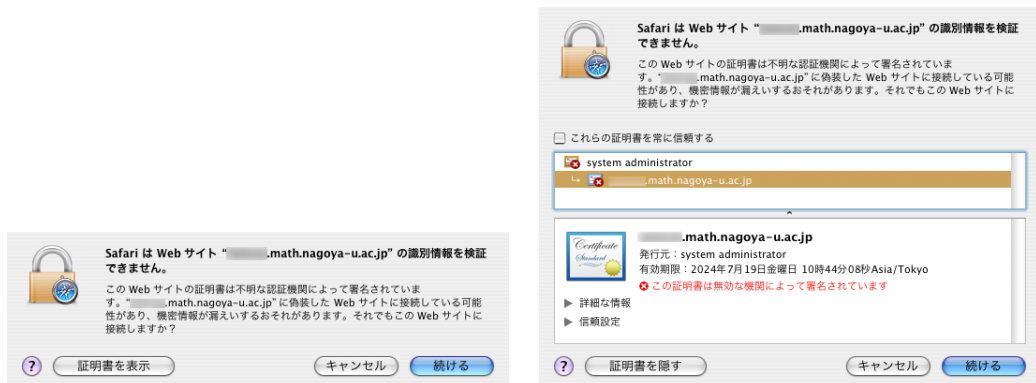 Safari は Web サイト “.math.nagoya-u.ac.jp” の識別情報を検証
できません。
この Web サイトの証明書は不明な認証機関によって署名されていま
す。“.math.nagoya-u.ac.jp” に偽装した Web サイトに接続している可能
性があり、機密情報が漏えいするおそれがあります。それでもこの Web サイトに
接続しますか？
? 証明書を表示 キャンセル 続ける
Safari は Web サイト “.math.nagoya-u.ac.jp” の識別情報を検証
できません。
この Web サイトの証明書は不明な認証機関によって署名されていま
す。“.math.nagoya-u.ac.jp” に偽装した Web サイトに接続している可能
性があり、機密情報が漏えいするおそれがあります。それでもこの Web サイトに
接続しますか？
これらの証明書を常に信頼する
system administrator
.math.nagoya-u.ac.jp
Certificate
Standard
.math.nagoya-u.ac.jp
発行元：system administrator
有効期限：2024年7月19日金曜日 10時44分08秒Asia/Tokyo
この証明書は無効な機関によって署名されています
詳細な情報
信頼設定
? 証明書を隠す キャンセル 続ける